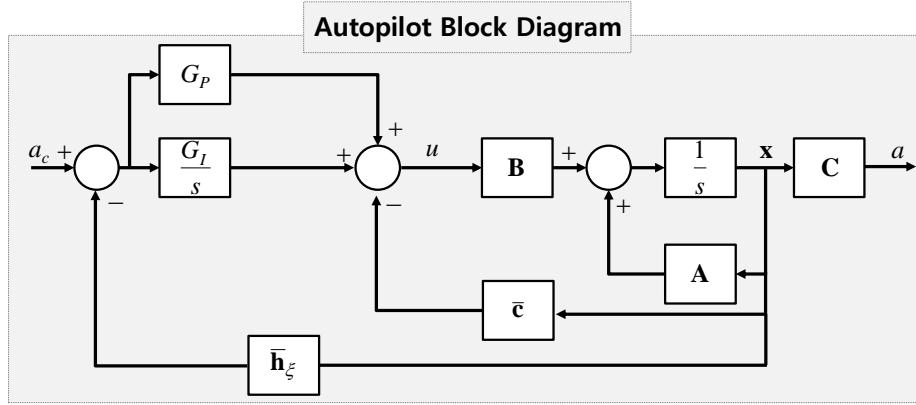 Autopilot Block Diagram
G_P
a_c + G_I/s + + u B + 1/s x C a
− − +
A
c̄
h̄_ξ